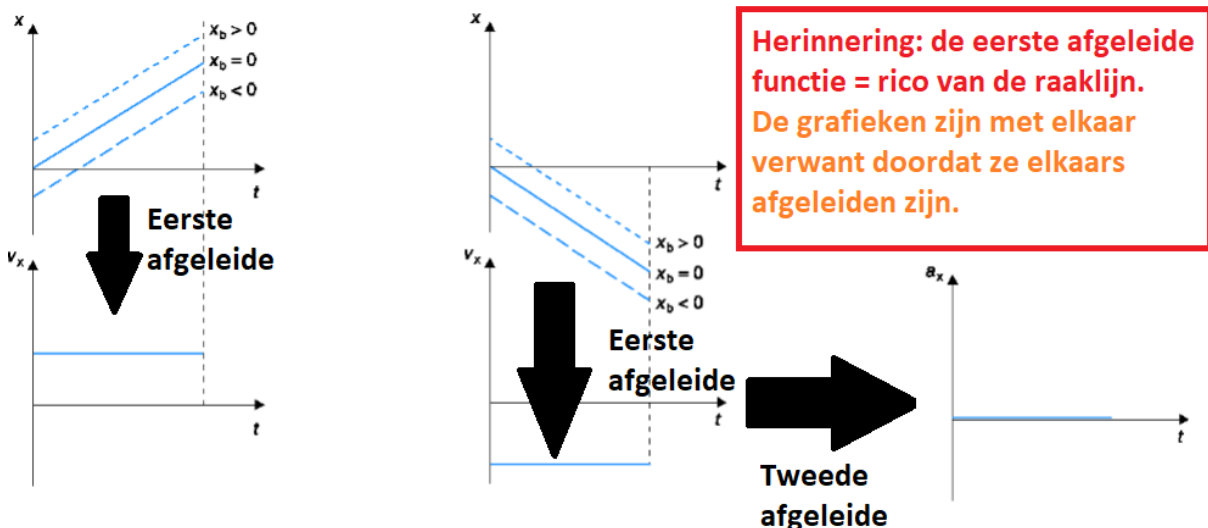 x
x_b > 0
x_b = 0
x_b < 0
t
Eerste
afgeleide
v_x
t
x
t
x_b > 0
x_b = 0
x_b < 0
v_x
Eerste
afgeleide
t
Herinnering: de eerste afgeleide
functie = rico van de raaklijn.
De grafieken zijn met elkaar
verwant doordat ze elkaars
afgeleiden zijn.
a_x
t
Tweede
afgeleide